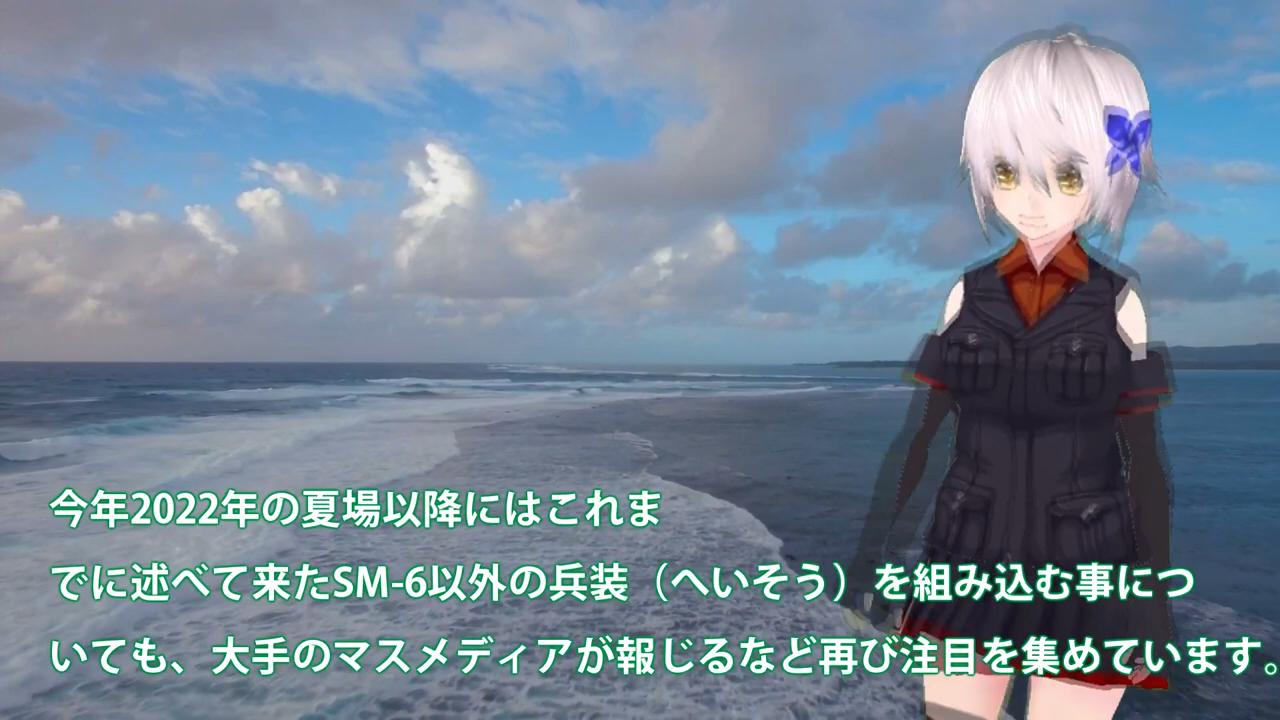 今年2022年の夏場以降にはこれま
でに述べて来たSM-6以外の兵装（へいそう）を組み込む事につ
いても、大手のマスメディアが報じるなど再び注目を集めています。